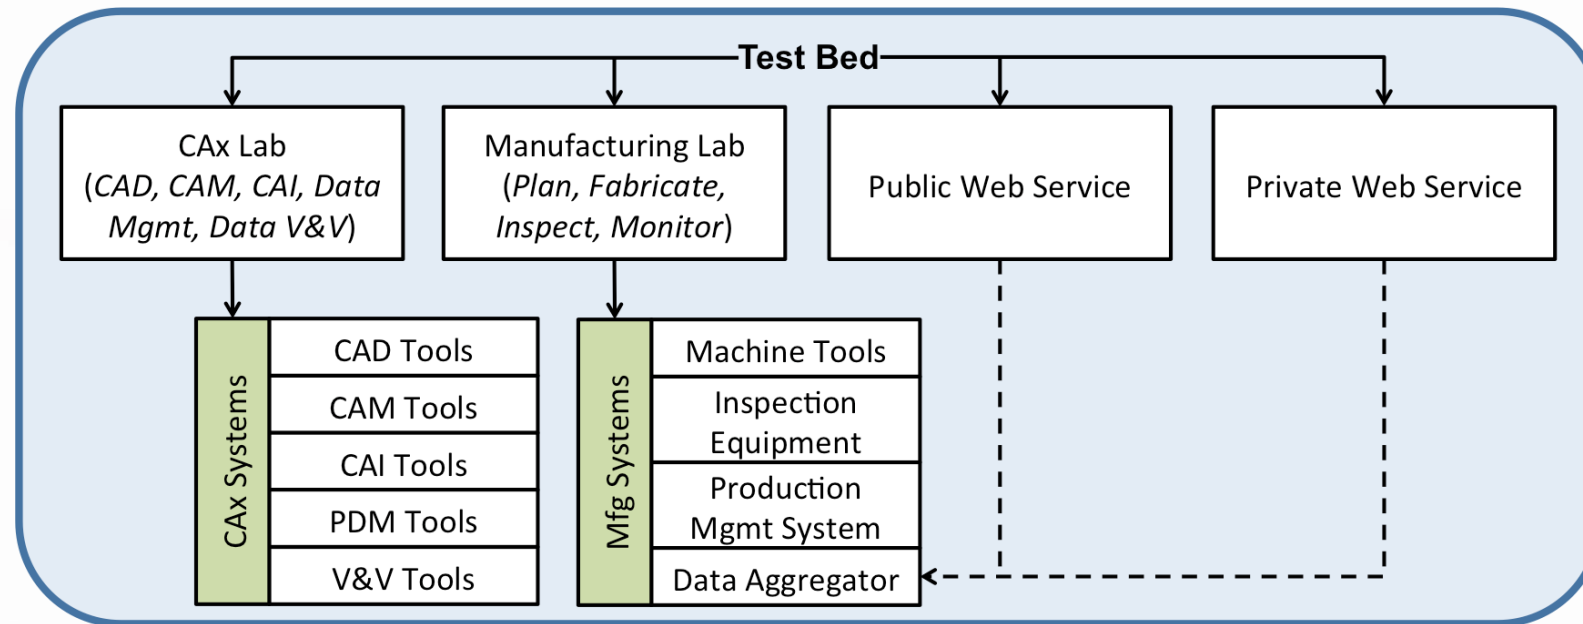 Test Bed
CAx Lab
(CAD, CAM, CAI, Data
Mgmt, Data V&V)
Manufacturing Lab
(Plan, Fabricate,
Inspect, Monitor)
Public Web Service
Private Web Service
CAx Systems
CAD Tools
CAM Tools
CAI Tools
PDM Tools
V&V Tools
Mfg Systems
Machine Tools
Inspection
Equipment
Production
Mgmt System
Data Aggregator